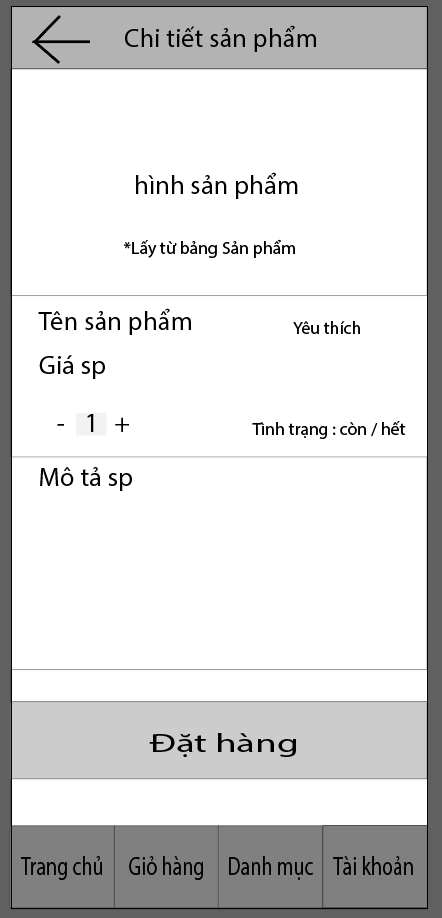 Chi tiết sản phẩm
hình sản phẩm
*Lấy từ bảng Sản phẩm
Tên sản phẩm
Yêu thích
Giá sp
- 1 +
Tình trạng : còn / hết
Mô tả sp
Đặt hàng
Trang chủ
Giỏ hàng
Danh mục
Tài khoản